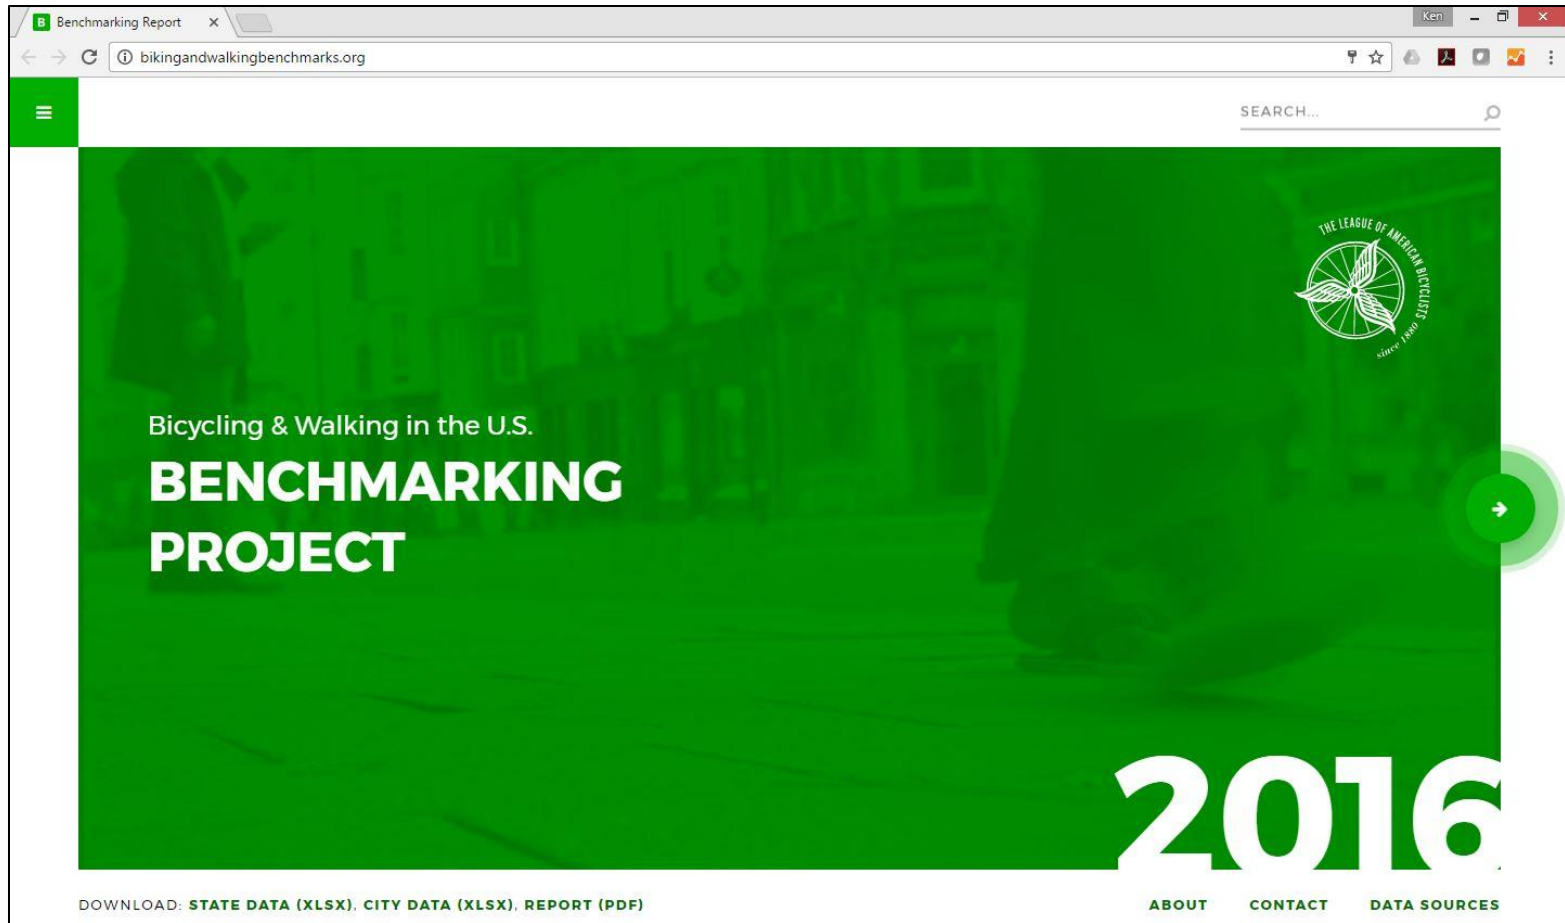 B Benchmarking Report
Ken
bikingandwalkingbenchmarks.org
SEARCH...
THE LEAGUE OF AMERICAN BICYCLISTS
since 1880
Bicycling & Walking in the U.S.
BENCHMARKING
PROJECT
2016
DOWNLOAD: STATE DATA (XLSX), CITY DATA (XLSX), REPORT (PDF)
ABOUT CONTACT DATA SOURCES